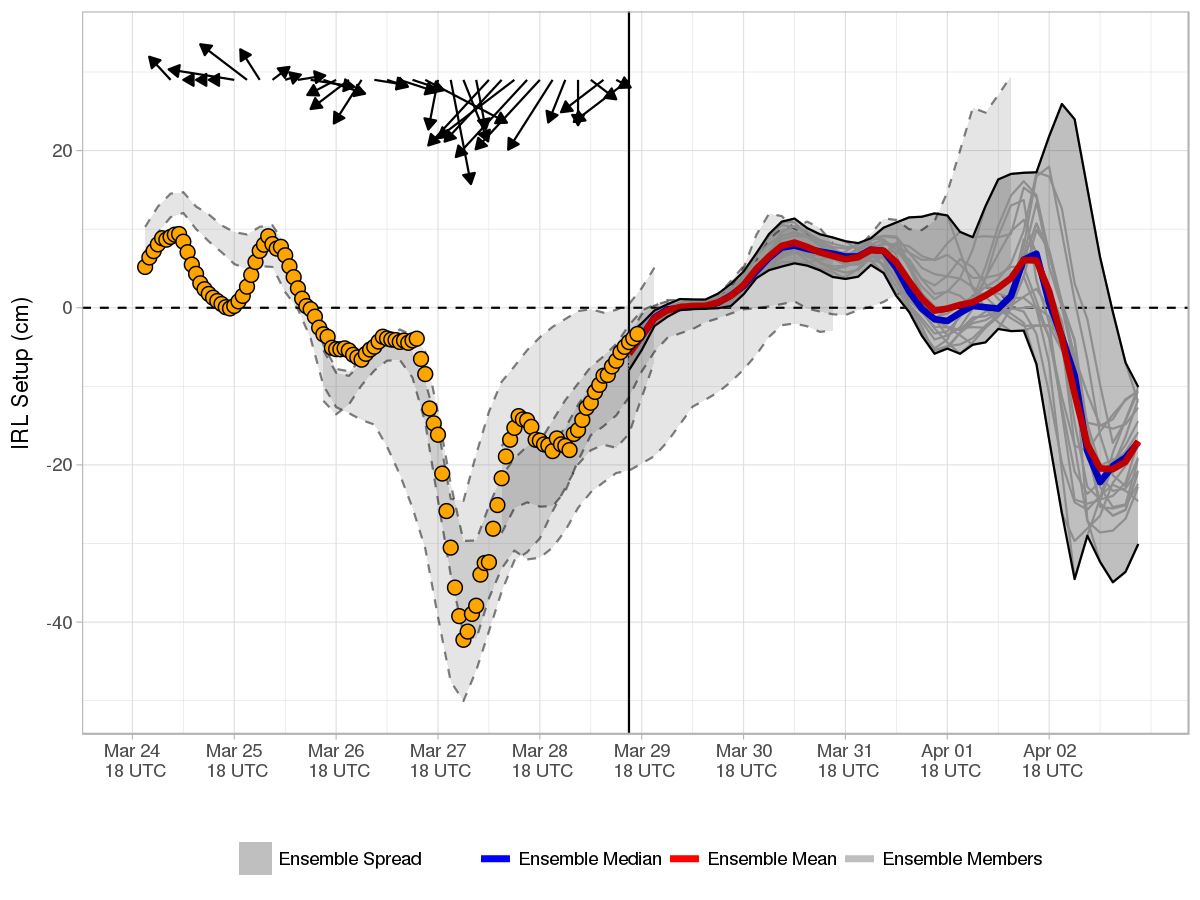 IRL Setup (cm)
20
0
-20
-40
Mar 24 Mar 25 Mar 26 Mar 27 Mar 28 Mar 29 Mar 30 Mar 31 Apr 01 Apr 02
18 UTC 18 UTC 18 UTC 18 UTC 18 UTC 18 UTC 18 UTC 18 UTC 18 UTC 18 UTC
Ensemble Spread Ensemble Median Ensemble Mean Ensemble Members